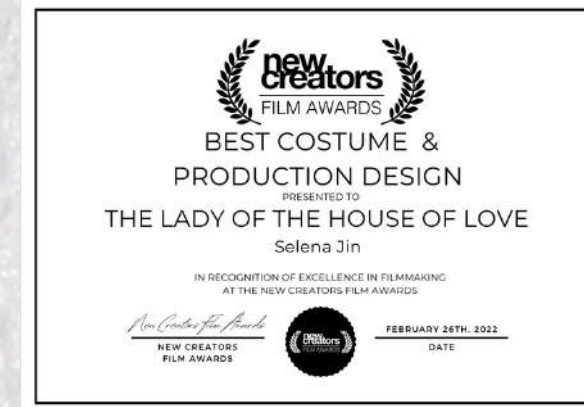 new
creators
FILM AWARDS
BEST COSTUME &
PRODUCTION DESIGN
PRESENTED TO
THE LADY OF THE HOUSE OF LOVE
Selena Jin
IN RECOGNITION OF EXCELLENCE IN FILMMAKING
AT THE NEW CREATORS FILM AWARDS
New Creators Film Awards
NEW CREATORS
FILM AWARDS
new
creators
FILM AWARDS
FEBRUARY 26TH, 2022
DATE